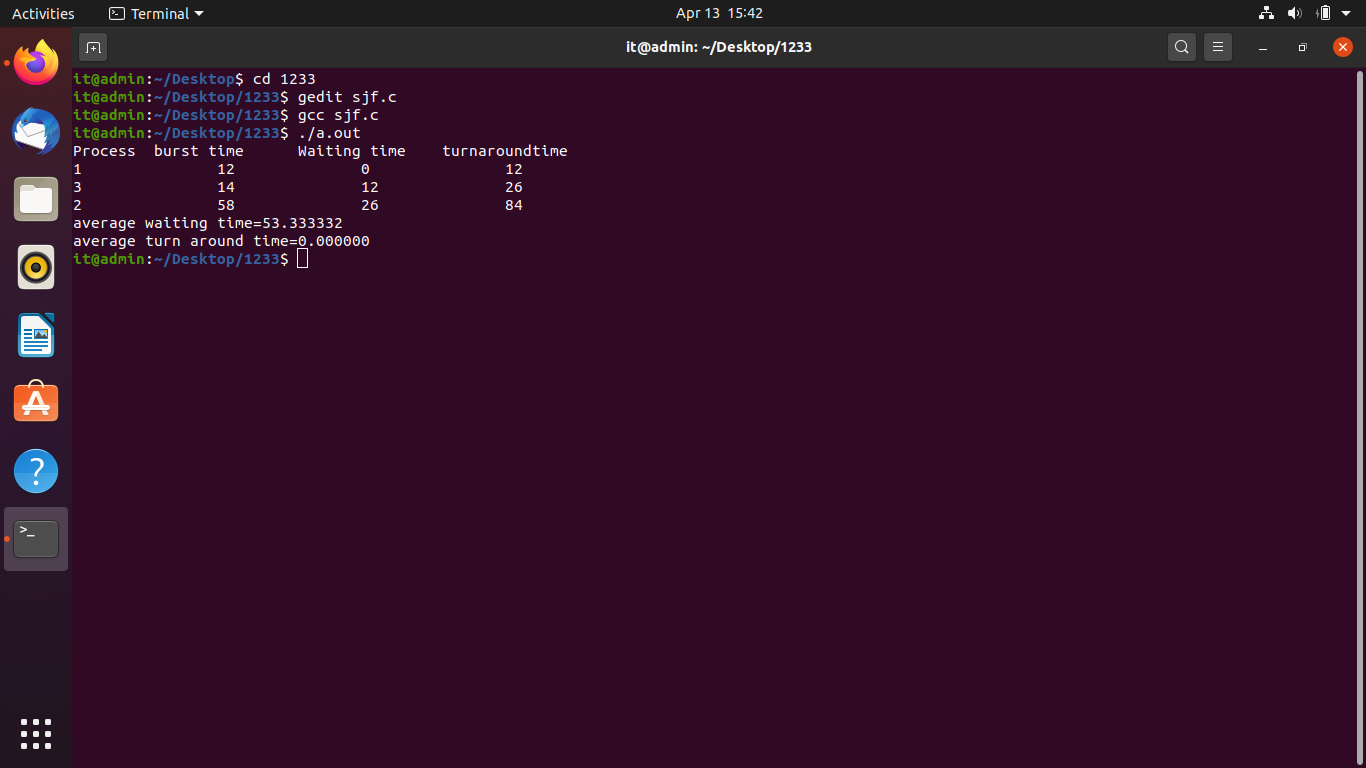 Activities Terminal Apr 13 15:42
it@admin: ~/Desktop/1233
it@admin:~/Desktop$ cd 1233
it@admin:~/Desktop/1233$ gedit sjf.c
it@admin:~/Desktop/1233$ gcc sjf.c
it@admin:~/Desktop/1233$ ./a.out
Process burst time Waiting time turnaroundtime
1 12 0 12
3 14 12 26
2 58 26 84
average waiting time=53.333332
average turn around time=0.000000
it@admin:~/Desktop/1233$